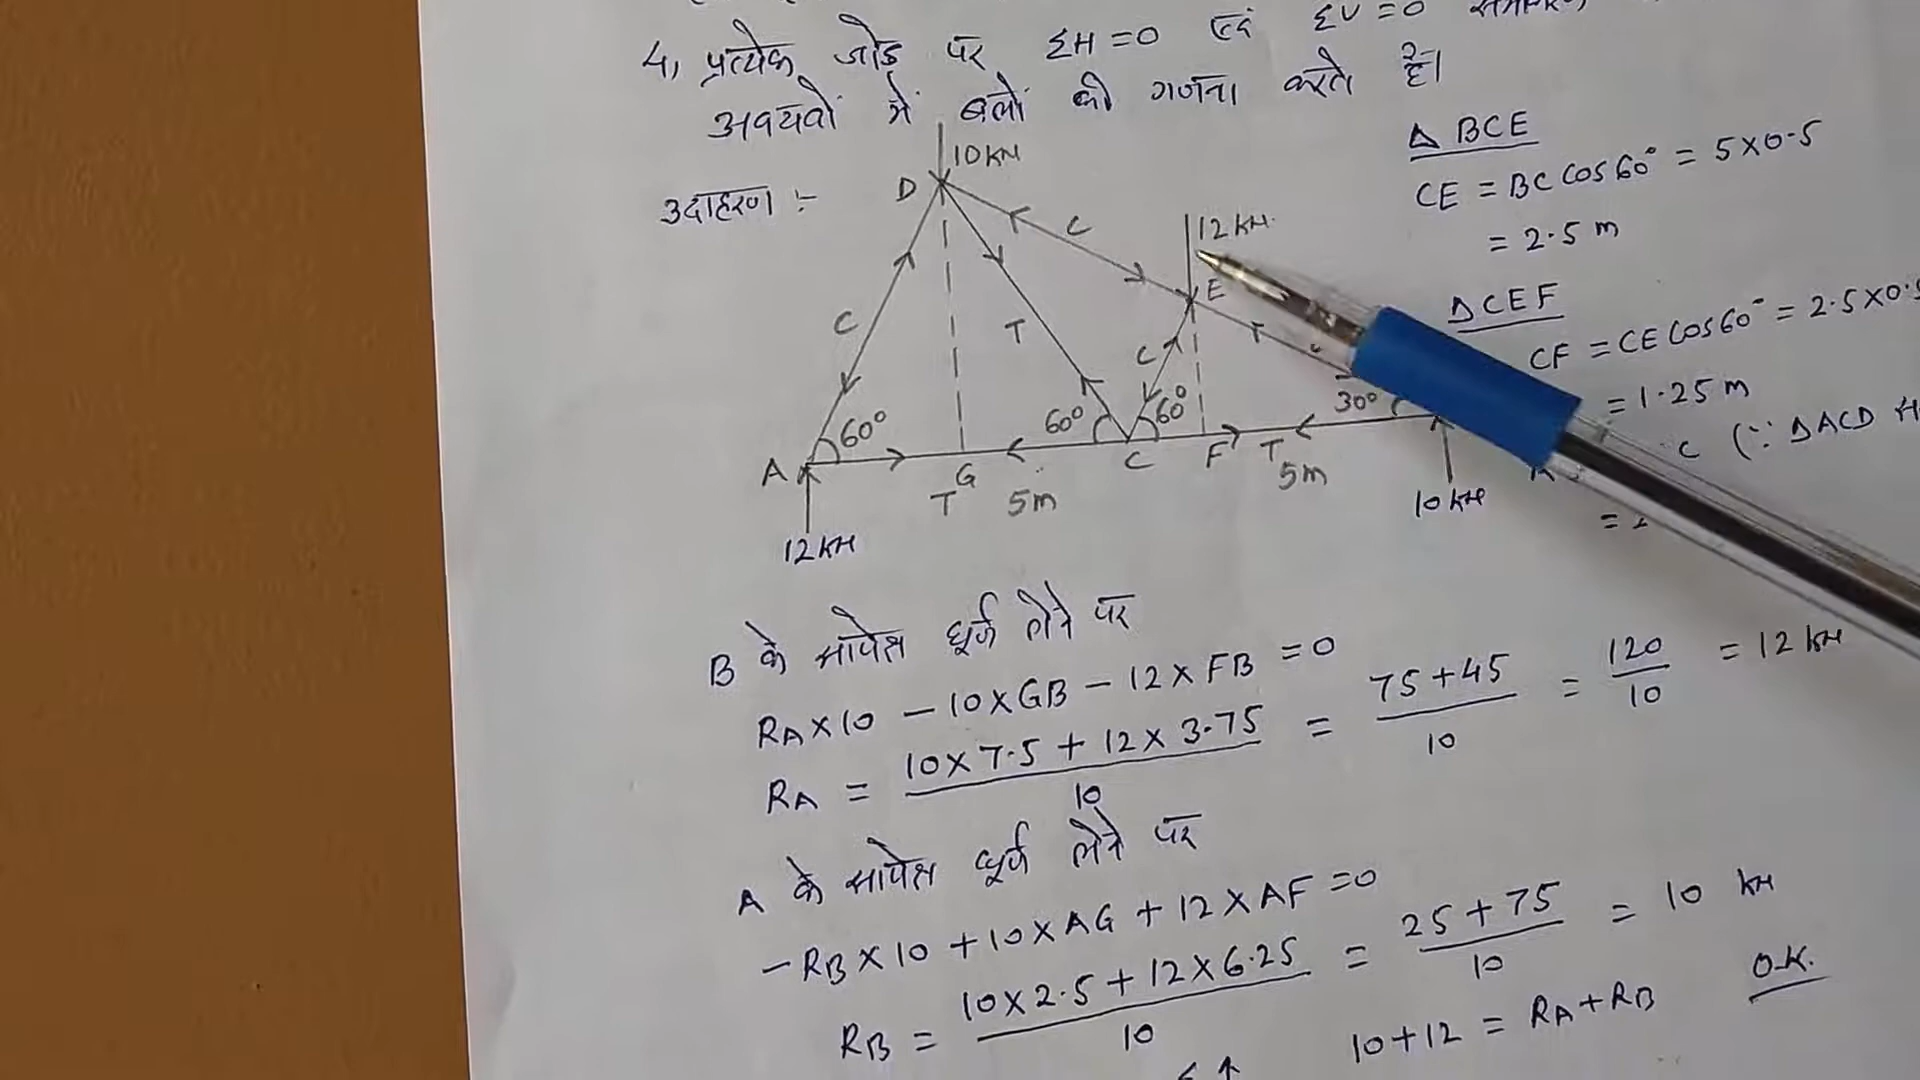 ΣV = 0
4, प्रत्येक जोड पर ΣH = 0 एवं
अवयवों में बलों की गणना करते है।
उदाहरण :-
10 KN
D
C
12 KN.
E
C
T
C
T
60°
60°
60°
30°
A
G
C
F
T
T
5m
5m
12 KN
10 KN
Δ BCE
CE = BC Cos 60° = 5 X 0.5
= 2.5 m
Δ CEF
CF = CE Cos 60° = 2.5 X 0.5
= 1.25 m
C (∵ Δ ACD
=
B के सापेक्ष घूर्ण लेने पर
RA X 10 - 10 X GB - 12 X FB = 0
RA = 10 X 7.5 + 12 X 3.75 / 10 = 75 + 45 / 10 = 120 / 10 = 12 KN
A के सापेक्ष घूर्ण लेने पर
- RB X 10 + 10 X AG + 12 X AF = 0
RB = 10 X 2.5 + 12 X 6.25 / 10 = 25 + 75 / 10 = 10 KN
10 + 12 = RA + RB O.K.